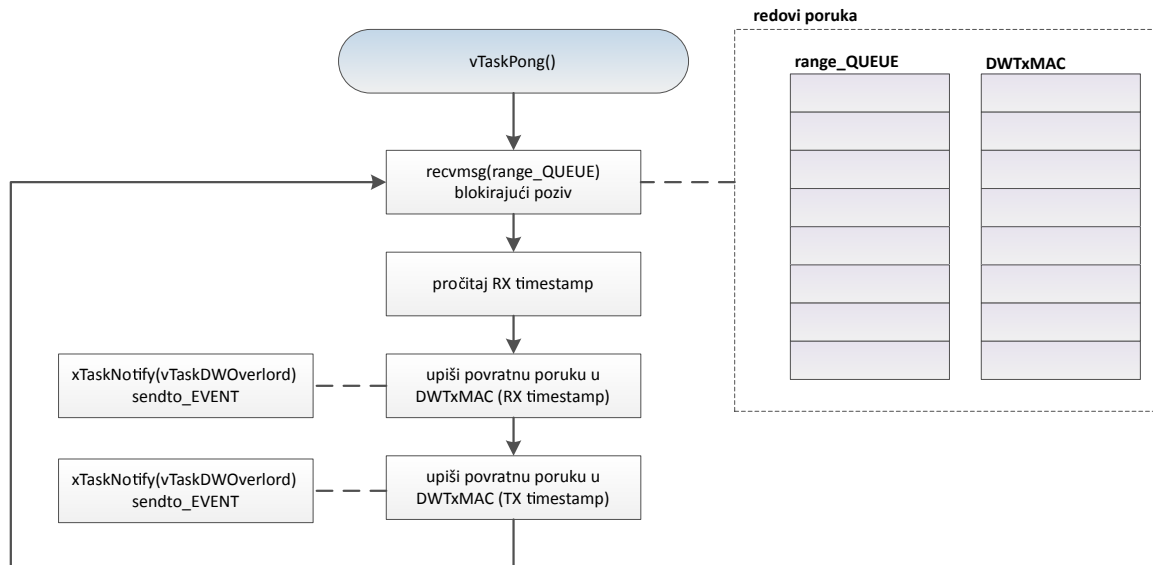 redovi poruka
vTaskPong()
range_QUEUE
DWTxMAC
recvmsg(range_QUEUE)
blokirajući poziv
pročitaj RX timestamp
xTaskNotify(vTaskDWOverlord)
sendto_EVENT
upiši povratnu poruku u
DWTxMAC (RX timestamp)
xTaskNotify(vTaskDWOverlord)
sendto_EVENT
upiši povratnu poruku u
DWTxMAC (TX timestamp)